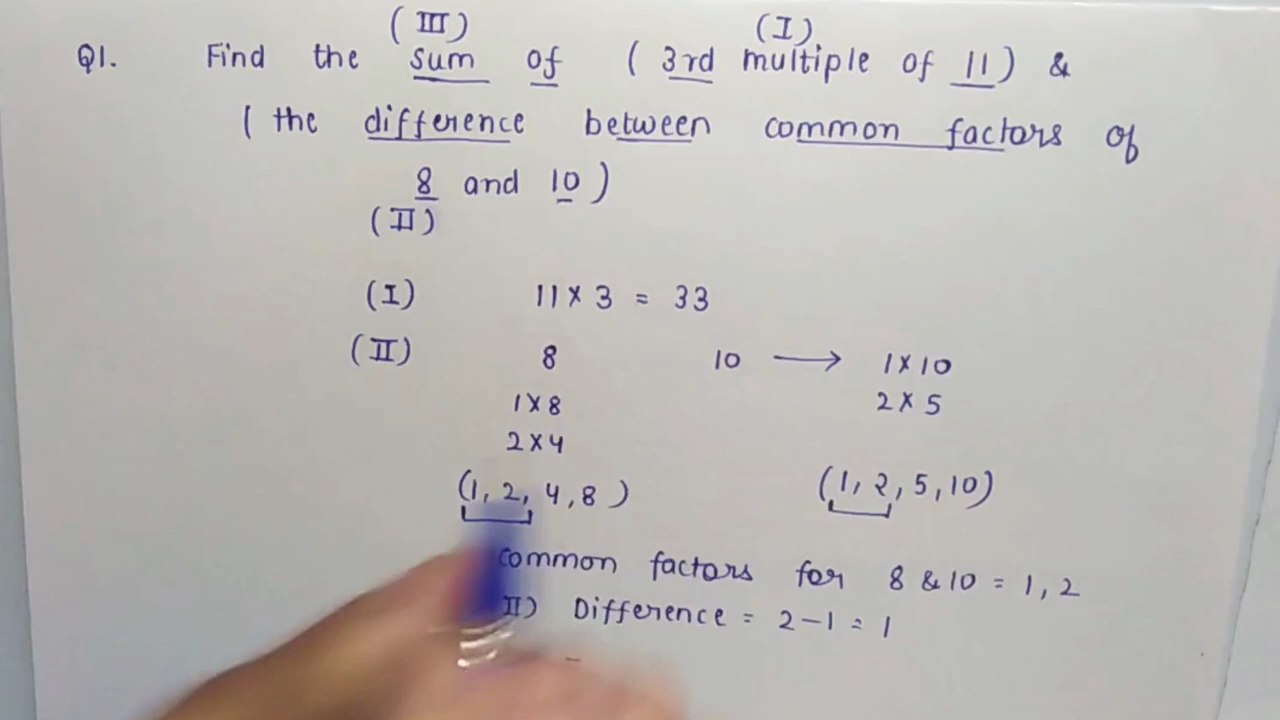 (III) (I)
Q1. Find the sum of ( 3rd multiple of 11 ) &
( the difference between common factors of
8 and 10 )
(II)
(I) 11 × 3 = 33
(II) 8 10 ⟶ 1 × 10
1 × 8 2 × 5
2 × 4
(1, 2, 4, 8 ) (1, 2, 5, 10)
common factors for 8 & 10 = 1, 2
II) Difference = 2 - 1 = 1